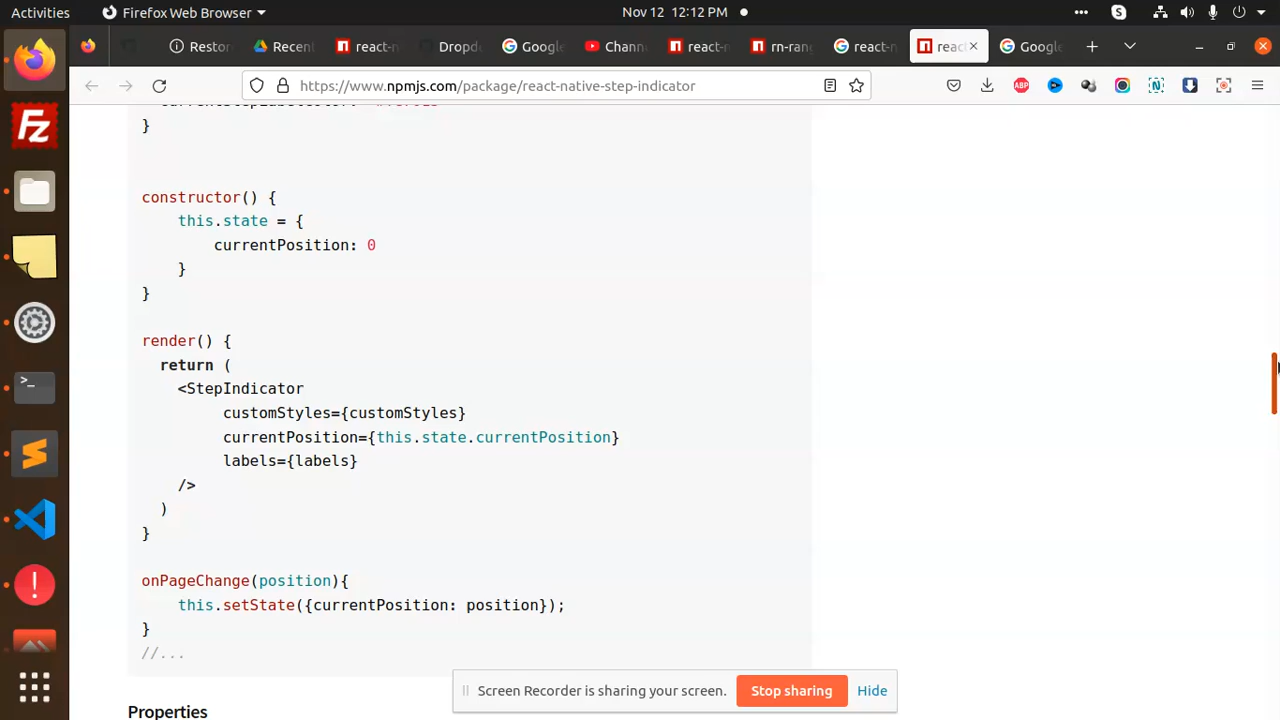 Activities Firefox Web Browser Nov 12 12:12 PM
Restor Recent react-n Dropd Google Chann react-n rn-ran react-n reac Google
https://www.npmjs.com/package/react-native-step-indicator
}
constructor() {
this.state = {
currentPosition: 0
}
}
render() {
return (
<StepIndicator
customStyles={customStyles}
currentPosition={this.state.currentPosition}
labels={labels}
/>
)
}
onPageChange(position){
this.setState({currentPosition: position});
}
//...
Screen Recorder is sharing your screen. Stop sharing Hide
Properties